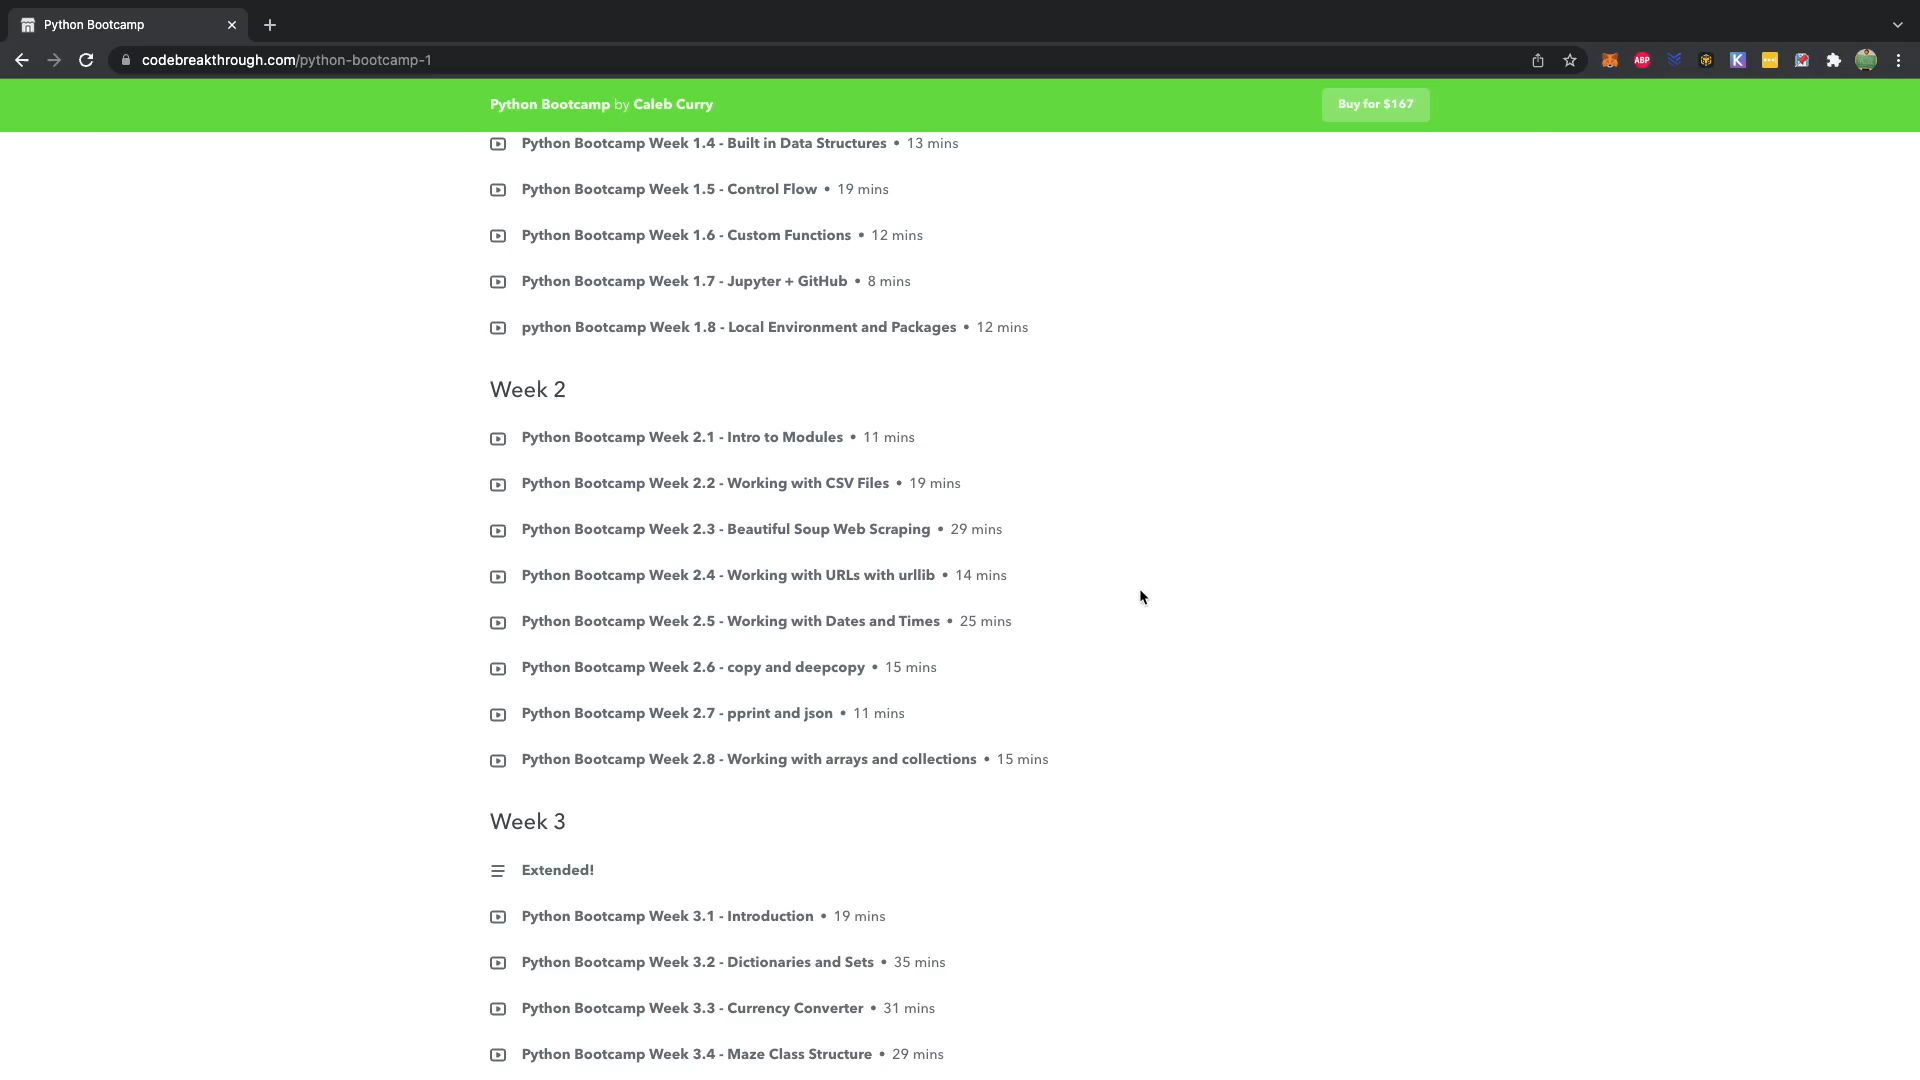 Python Bootcamp
codebreakthrough.com/python-bootcamp-1
ABP
K
Python Bootcamp by Caleb Curry
Buy for $167
Python Bootcamp Week 1.4 - Built in Data Structures • 13 mins
Python Bootcamp Week 1.5 - Control Flow • 19 mins
Python Bootcamp Week 1.6 - Custom Functions • 12 mins
Python Bootcamp Week 1.7 - Jupyter + GitHub • 8 mins
python Bootcamp Week 1.8 - Local Environment and Packages • 12 mins
Week 2
Python Bootcamp Week 2.1 - Intro to Modules • 11 mins
Python Bootcamp Week 2.2 - Working with CSV Files • 19 mins
Python Bootcamp Week 2.3 - Beautiful Soup Web Scraping • 29 mins
Python Bootcamp Week 2.4 - Working with URLs with urllib • 14 mins
Python Bootcamp Week 2.5 - Working with Dates and Times • 25 mins
Python Bootcamp Week 2.6 - copy and deepcopy • 15 mins
Python Bootcamp Week 2.7 - pprint and json • 11 mins
Python Bootcamp Week 2.8 - Working with arrays and collections • 15 mins
Week 3
Extended!
Python Bootcamp Week 3.1 - Introduction • 19 mins
Python Bootcamp Week 3.2 - Dictionaries and Sets • 35 mins
Python Bootcamp Week 3.3 - Currency Converter • 31 mins
Python Bootcamp Week 3.4 - Maze Class Structure • 29 mins